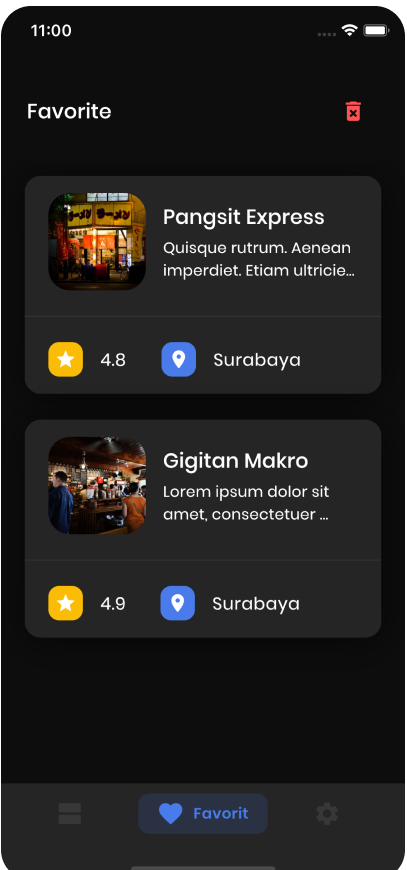 11:00
Favorite
Pangsit Express
Quisque rutrum. Aenean
imperdiet. Etiam ultricie...
4.8
Surabaya
Gigitan Makro
Lorem ipsum dolor sit
amet, consectetuer ...
4.9
Surabaya
Favorit